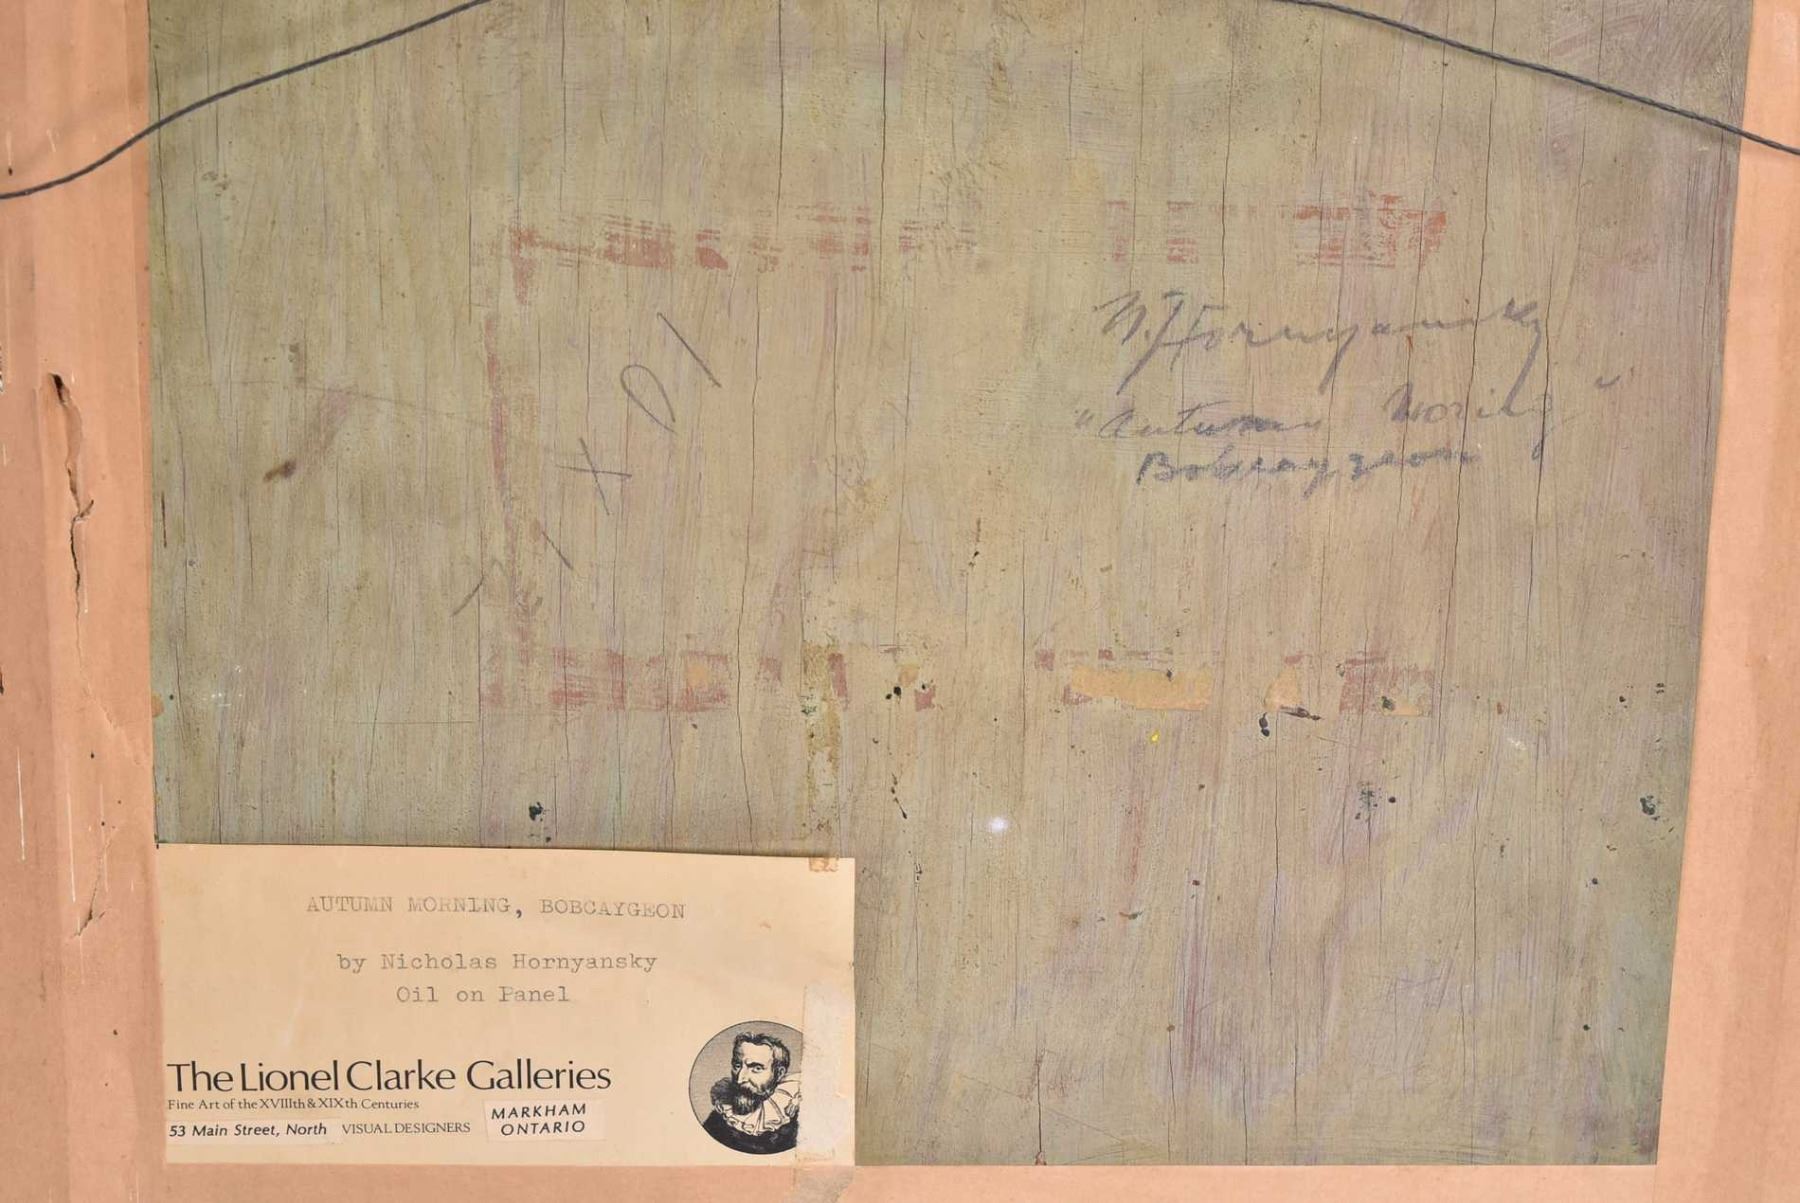 N. Hornyansky
"Autumn Moring"
Bobcaygeon
AUTUMN MORNING, BOBCAYGEON
by Nicholas Hornyansky
Oil on Panel
The Lionel Clarke Galleries
Fine Art of the XVIIIth & XIXth Centuries
53 Main Street, North VISUAL DESIGNERS MARKHAM
ONTARIO